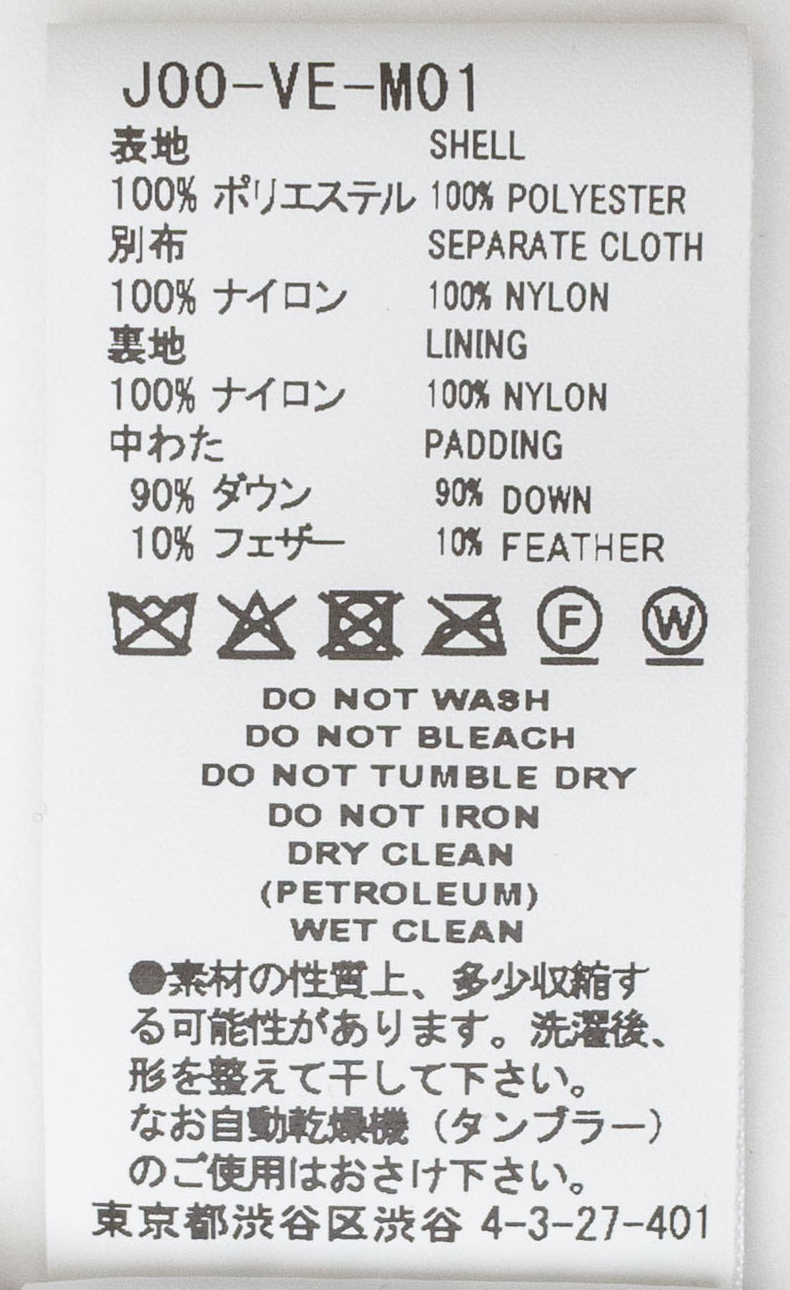 J00-VE-M01
表地 SHELL
100% ポリエステル 100% POLYESTER
別布 SEPARATE CLOTH
100% ナイロン 100% NYLON
裏地 LINING
100% ナイロン 100% NYLON
中わた PADDING
90% ダウン 90% DOWN
10% フェザー 10% FEATHER
F W
DO NOT WASH
DO NOT BLEACH
DO NOT TUMBLE DRY
DO NOT IRON
DRY CLEAN
(PETROLEUM)
WET CLEAN
●素材の性質上、多少収縮す
る可能性があります。洗濯後、
形を整えて干して下さい。
なお自動乾燥機（タンブラー）
のご使用はおさけ下さい。
東京都渋谷区渋谷 4-3-27-401